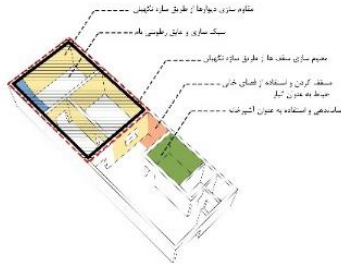 مقاوم سازی دیوارها از طریق سازه نگهبان
سبک سازی و عایق رطوبتی بام
مقاوم سازی سقف ها از طریق سازه نگهبان
مسقف کردن و استفاده از فضای خالی
حیاط به عنوان انبار
ساماندهی و استفاده به عنوان آشپزخانه